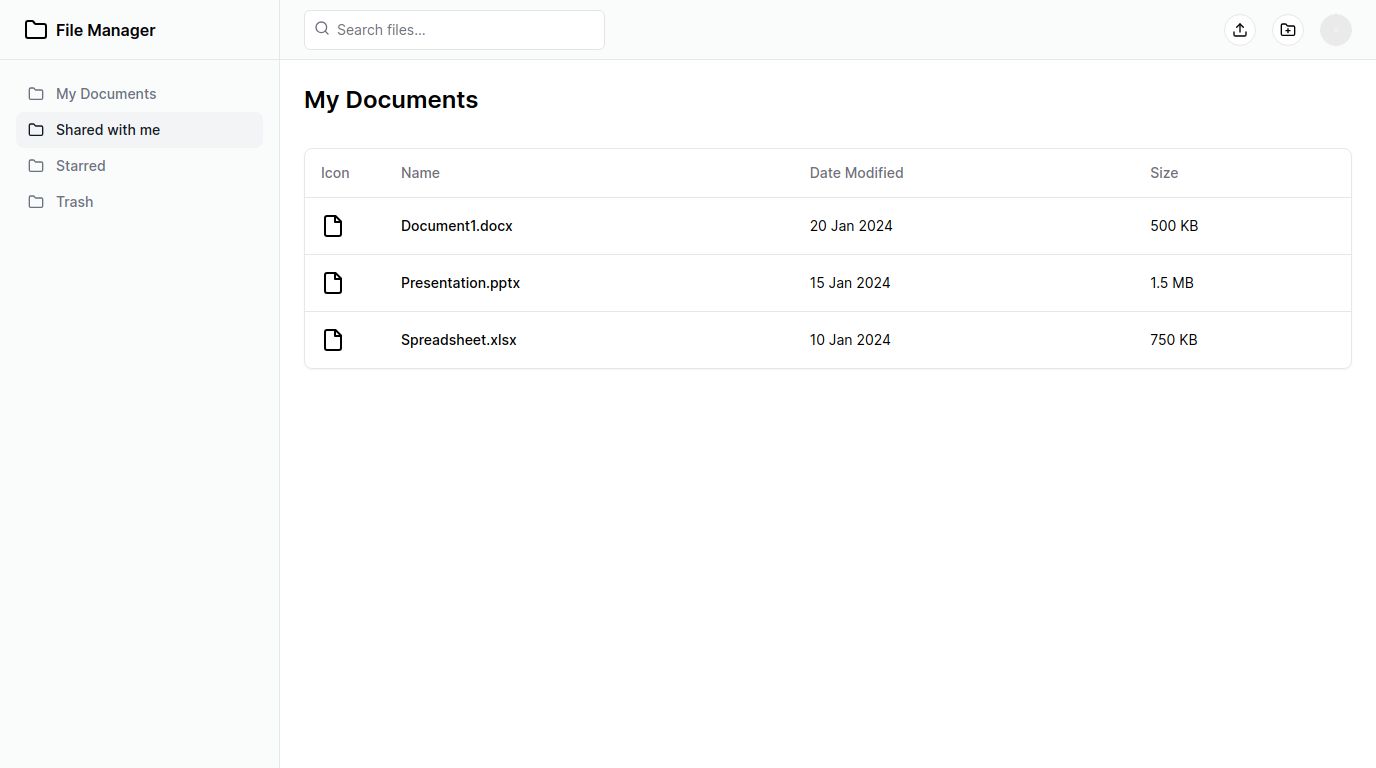 File Manager
Search files...
My Documents
Shared with me
Starred
Trash
My Documents
Icon Name Date Modified Size
Document1.docx 20 Jan 2024 500 KB
Presentation.pptx 15 Jan 2024 1.5 MB
Spreadsheet.xlsx 10 Jan 2024 750 KB